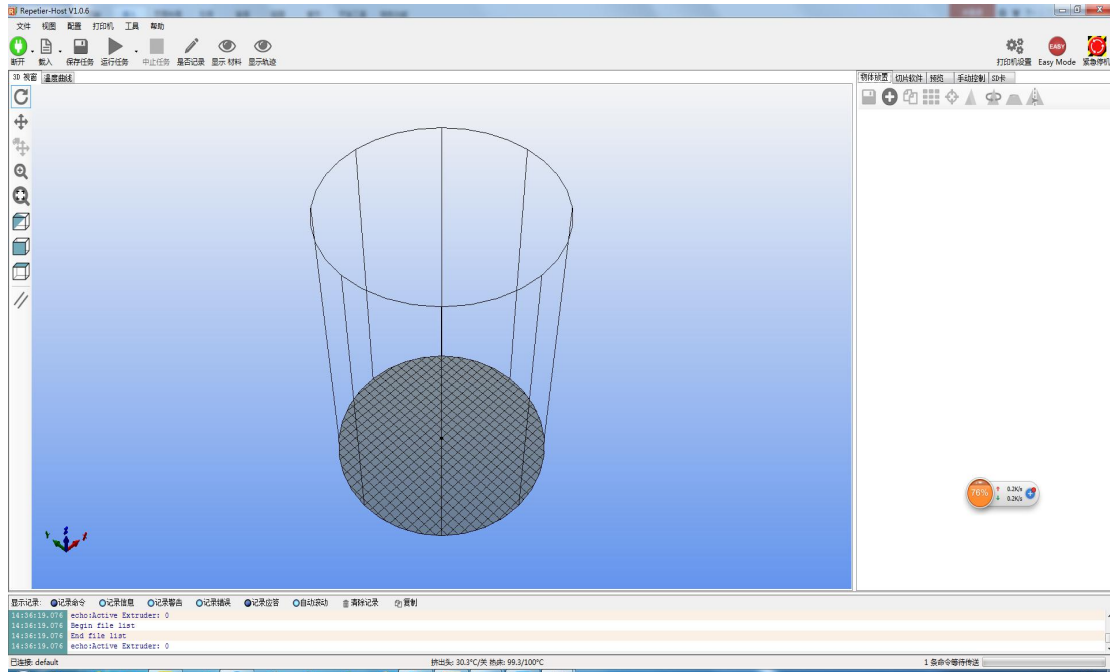 Repetier-Host V1.0.6
文件 视图 配置 打印机 工具 帮助
断开 载入 保存任务 运行任务 中止任务 是否记录 显示 材料 显示轨迹 打印机设置 Easy Mode 紧急停机
EASY
3D 视窗 温度曲线
物体放置 切片软件 预览 手动控制 SD卡
76% 0.2K/s
0.2K/s
显示记录: 记录命令 记录信息 记录警告 记录错误 记录应答 自动滚动 清除记录 复制
14:36:19.076 echo:Active Extruder: 0
14:36:19.076 Begin file list
14:36:19.076 End file list
14:36:19.076 echo:Active Extruder: 0
已连接: default 挤出头: 30.3°C/关 热床: 99.3/100°C 1 条命令等待传送